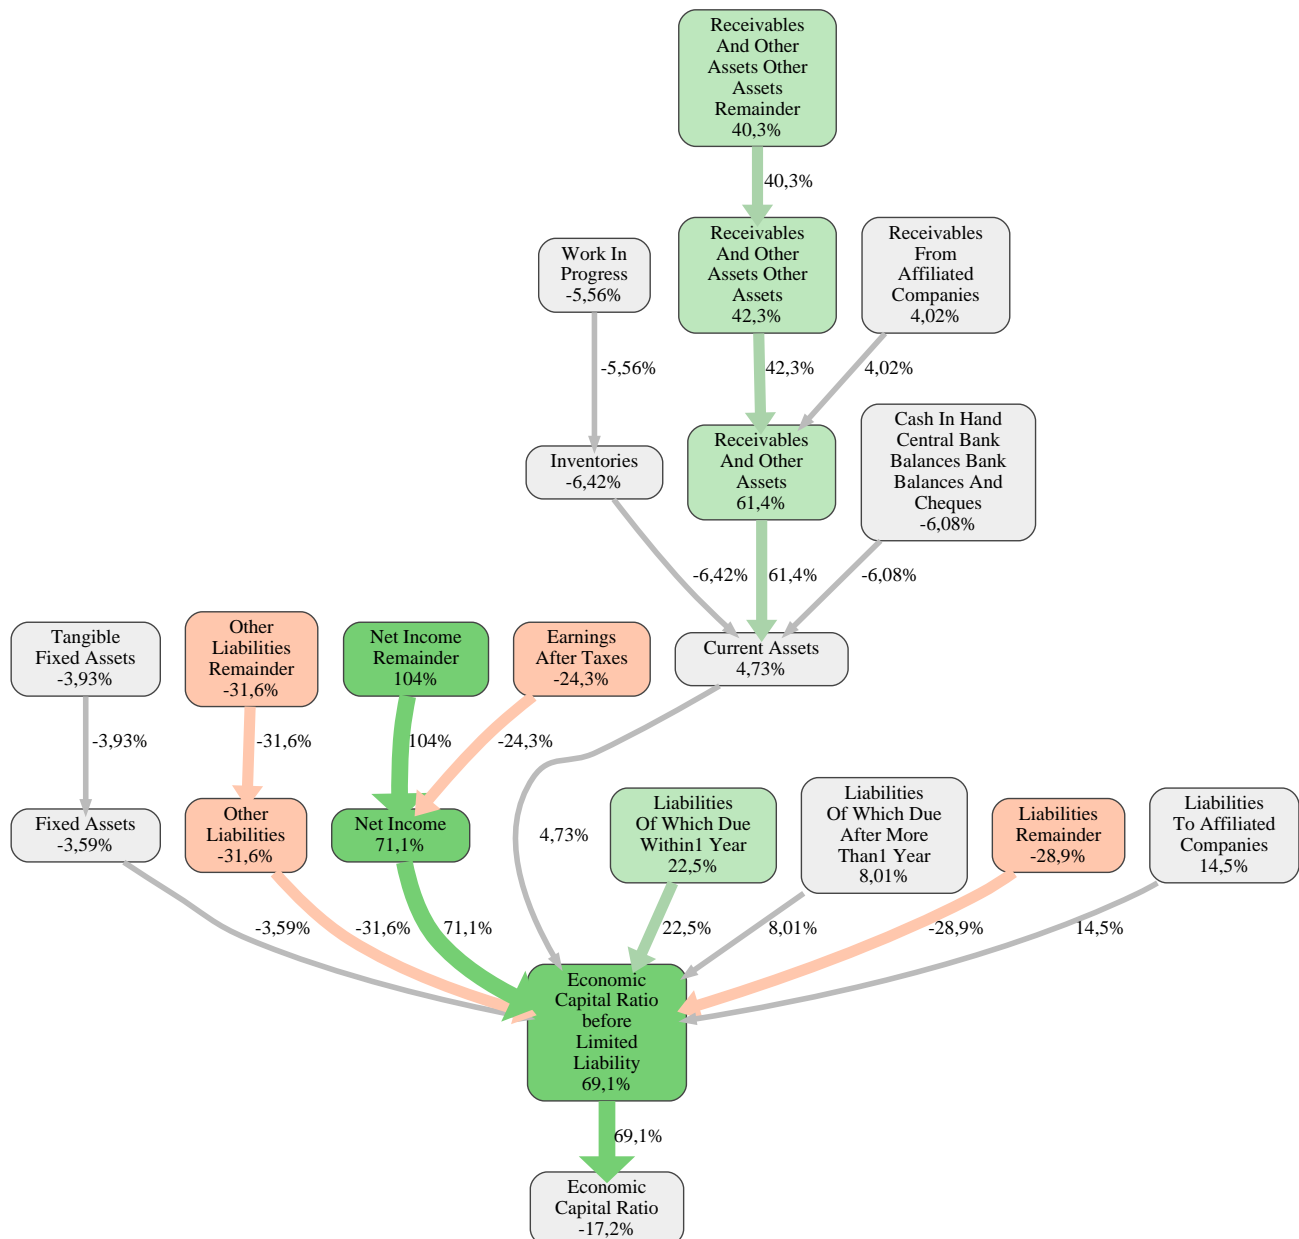 Receivables
And Other
Assets Other
Assets
Remainder
40,3%
40,3%
Work In
Progress
-5,56%
Receivables
And Other
Assets Other
Assets
42,3%
Receivables
From
Affiliated
Companies
4,02%
-5,56%
42,3%
4,02%
Inventories
-6,42%
Receivables
And Other
Assets
61,4%
Cash In Hand
Central Bank
Balances Bank
Balances And
Cheques
-6,08%
-6,42%
61,4%
-6,08%
Tangible
Fixed Assets
-3,93%
Other
Liabilities
Remainder
-31,6%
Net Income
Remainder
104%
Earnings
After Taxes
-24,3%
Current Assets
4,73%
-3,93%
-31,6%
104%
-24,3%
Fixed Assets
-3,59%
Other
Liabilities
-31,6%
Net Income
71,1%
4,73%
Liabilities
Of Which Due
Within1 Year
22,5%
Liabilities
Of Which Due
After More
Than1 Year
8,01%
Liabilities
Remainder
-28,9%
Liabilities
To Affiliated
Companies
14,5%
-3,59%
-31,6%
71,1%
22,5%
8,01%
-28,9%
14,5%
Economic
Capital Ratio
before
Limited
Liability
69,1%
69,1%
Economic
Capital Ratio
-17,2%